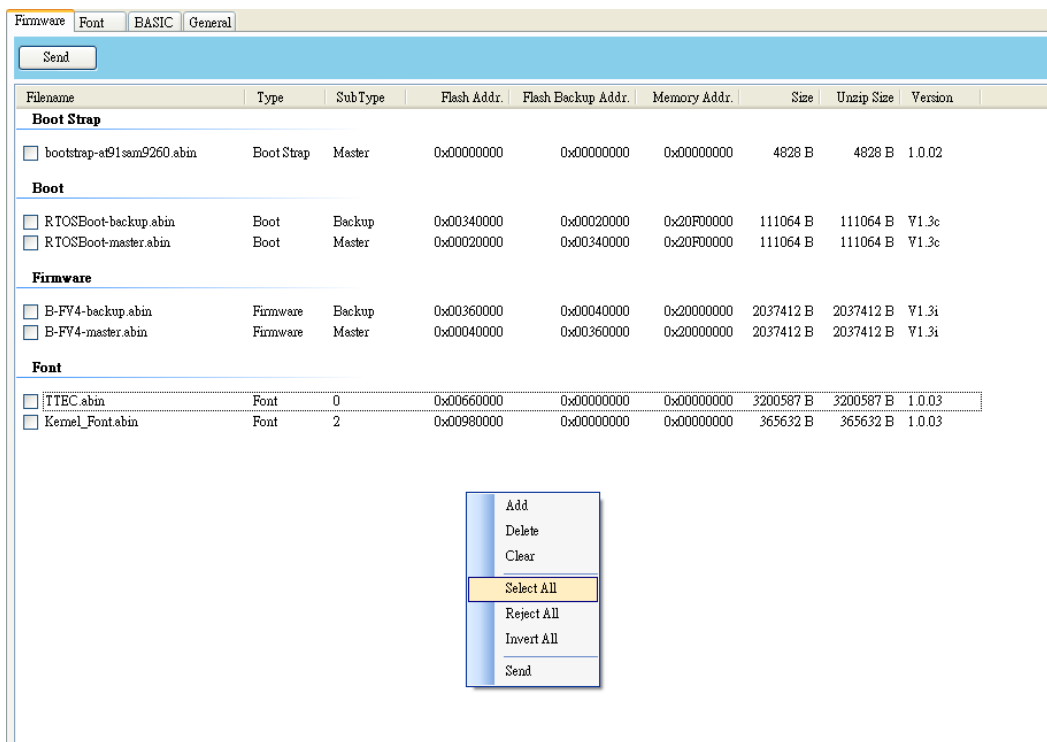 Firmware Font BASIC General
Send
Filename Type SubType Flash Addr. Flash Backup Addr. Memory Addr. Size Unzip Size Version
Boot Strap
bootstrap-at91sam9260.abin Boot Strap Master 0x00000000 0x00000000 0x00000000 4828 B 4828 B 1.0.02
Boot
RTOSBoot-backup.abin Boot Backup 0x00340000 0x00020000 0x20F00000 111064 B 111064 B V1.3c
RTOSBoot-master.abin Boot Master 0x00020000 0x00340000 0x20F00000 111064 B 111064 B V1.3c
Firmware
B-FV4-backup.abin Firmware Backup 0x00360000 0x00040000 0x20000000 2037412 B 2037412 B V1.3i
B-FV4-master.abin Firmware Master 0x00040000 0x00360000 0x20000000 2037412 B 2037412 B V1.3i
Font
TTEC.abin Font 0 0x00660000 0x00000000 0x00000000 3200587 B 3200587 B 1.0.03
Kernel_Font.abin Font 2 0x00980000 0x00000000 0x00000000 365632 B 365632 B 1.0.03
Add
Delete
Clear
Select All
Reject All
Invert All
Send